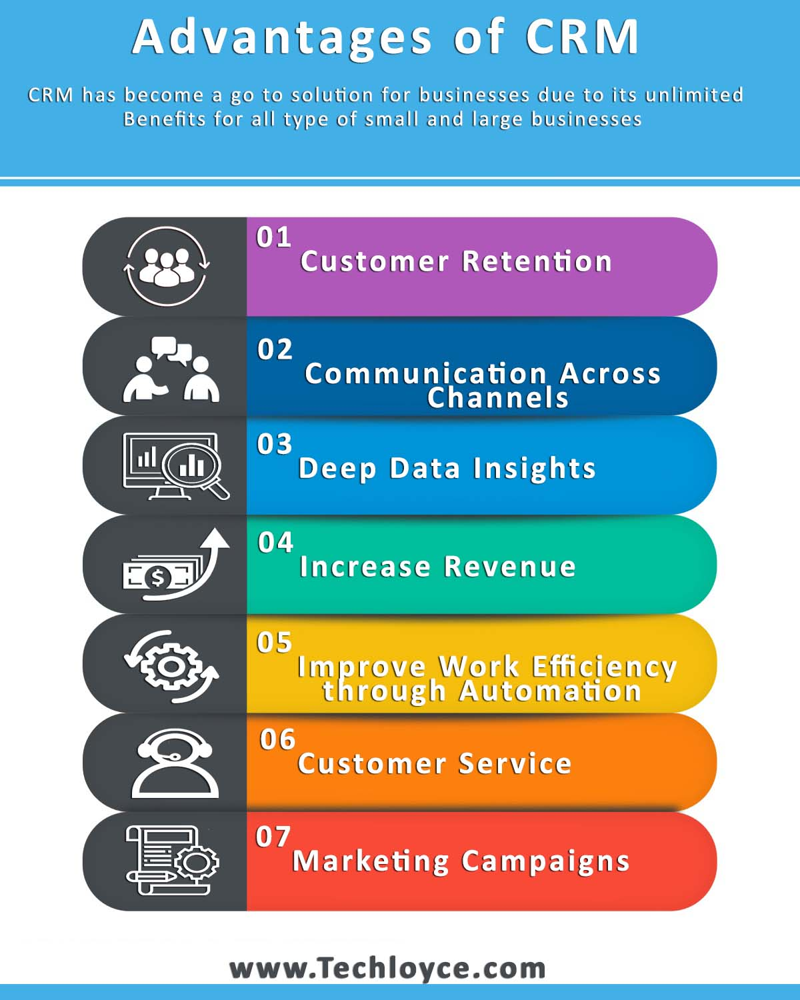 Advantages of CRM
CRM has become a go to solution for businesses due to its unlimited
Benefits for all type of small and large businesses
01
Customer Retention
02
Communication Across
Channels
03
Deep Data Insights
04
Increase Revenue
$
05
Improve Work Efficiency
through Automation
06
Customer Service
07
Marketing Campaigns
www.Techloyce.com